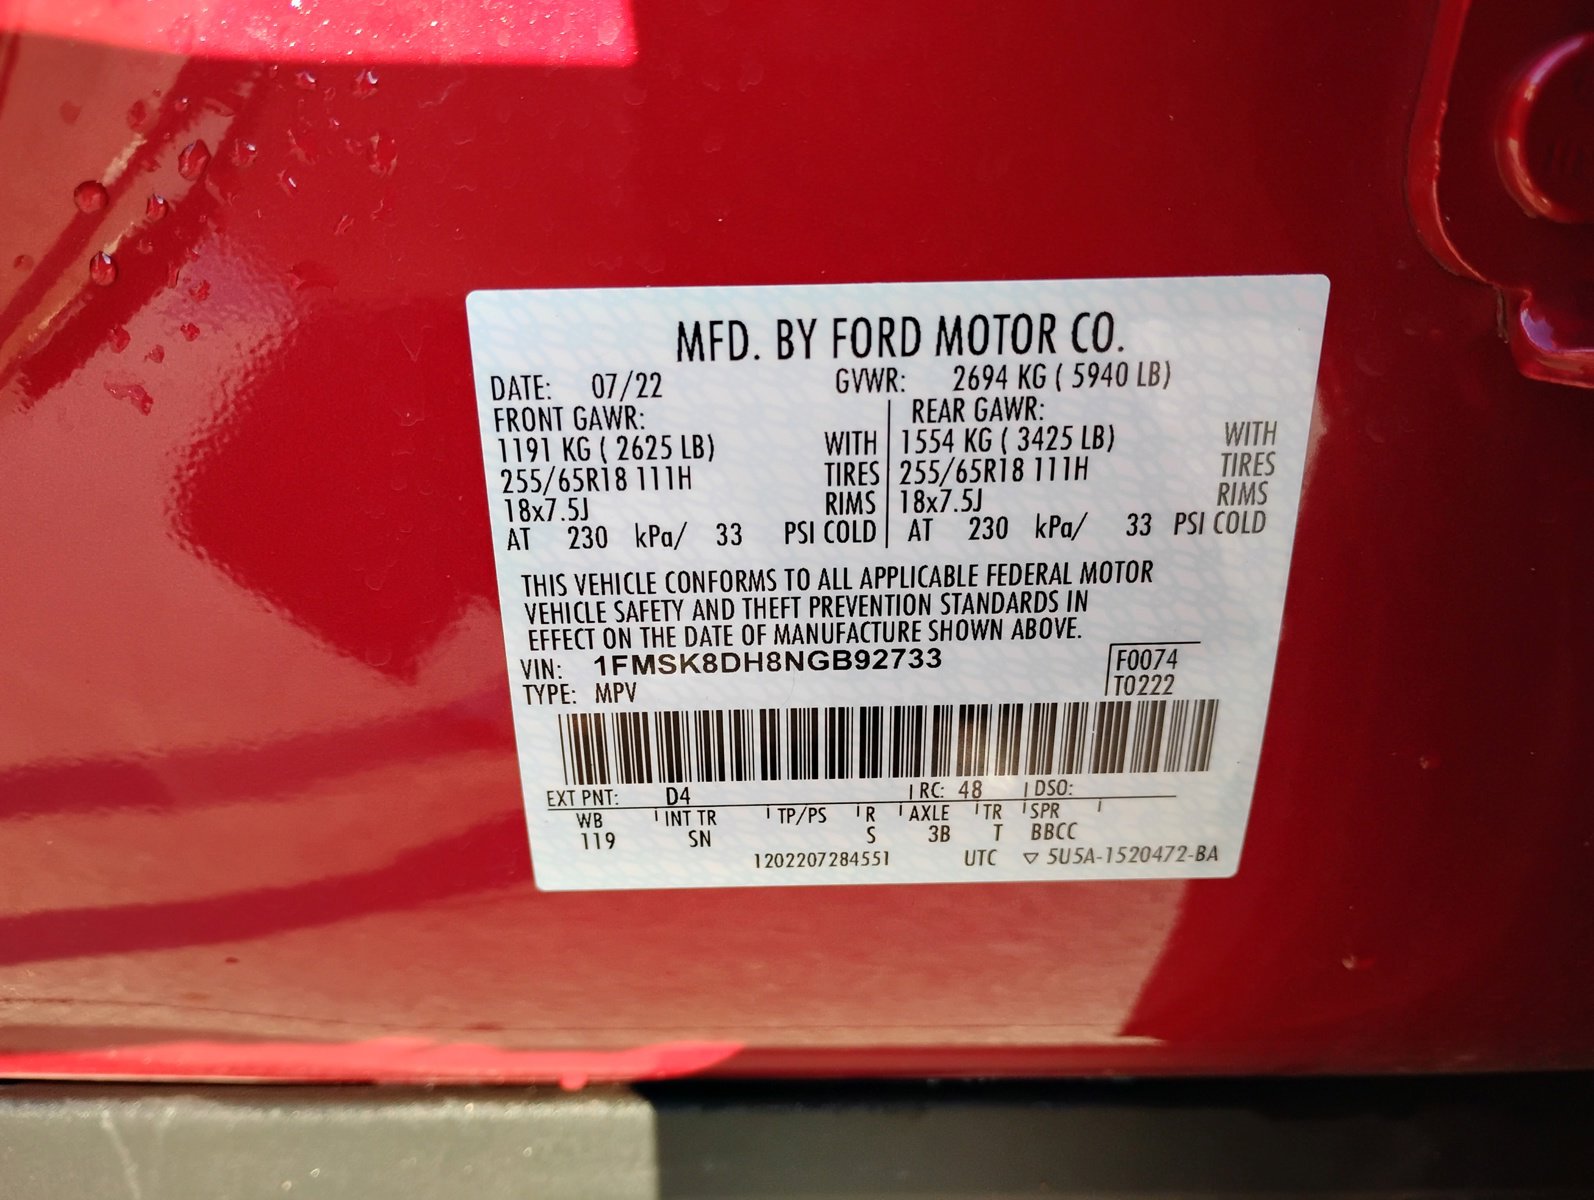 MFD. BY FORD MOTOR CO.
DATE: 07/22 GVWR: 2694 KG ( 5940 LB)
FRONT GAWR: REAR GAWR:
1191 KG ( 2625 LB) WITH 1554 KG ( 3425 LB) WITH
255/65R18 111H TIRES 255/65R18 111H TIRES
18x7.5J RIMS 18x7.5J RIMS
AT 230 kPa/ 33 PSI COLD AT 230 kPa/ 33 PSI COLD
THIS VEHICLE CONFORMS TO ALL APPLICABLE FEDERAL MOTOR
VEHICLE SAFETY AND THEFT PREVENTION STANDARDS IN
EFFECT ON THE DATE OF MANUFACTURE SHOWN ABOVE.
VIN: 1FMSK8DH8NGB92733 F0074
TYPE: MPV T0222
EXT PNT: D4 RC: 48 DSO:
WB INT TR TP/PS R AXLE TR SPR
119 SN S 3B T BBCC
1202207284551 UTC ▽ 5U5A-1520472-BA